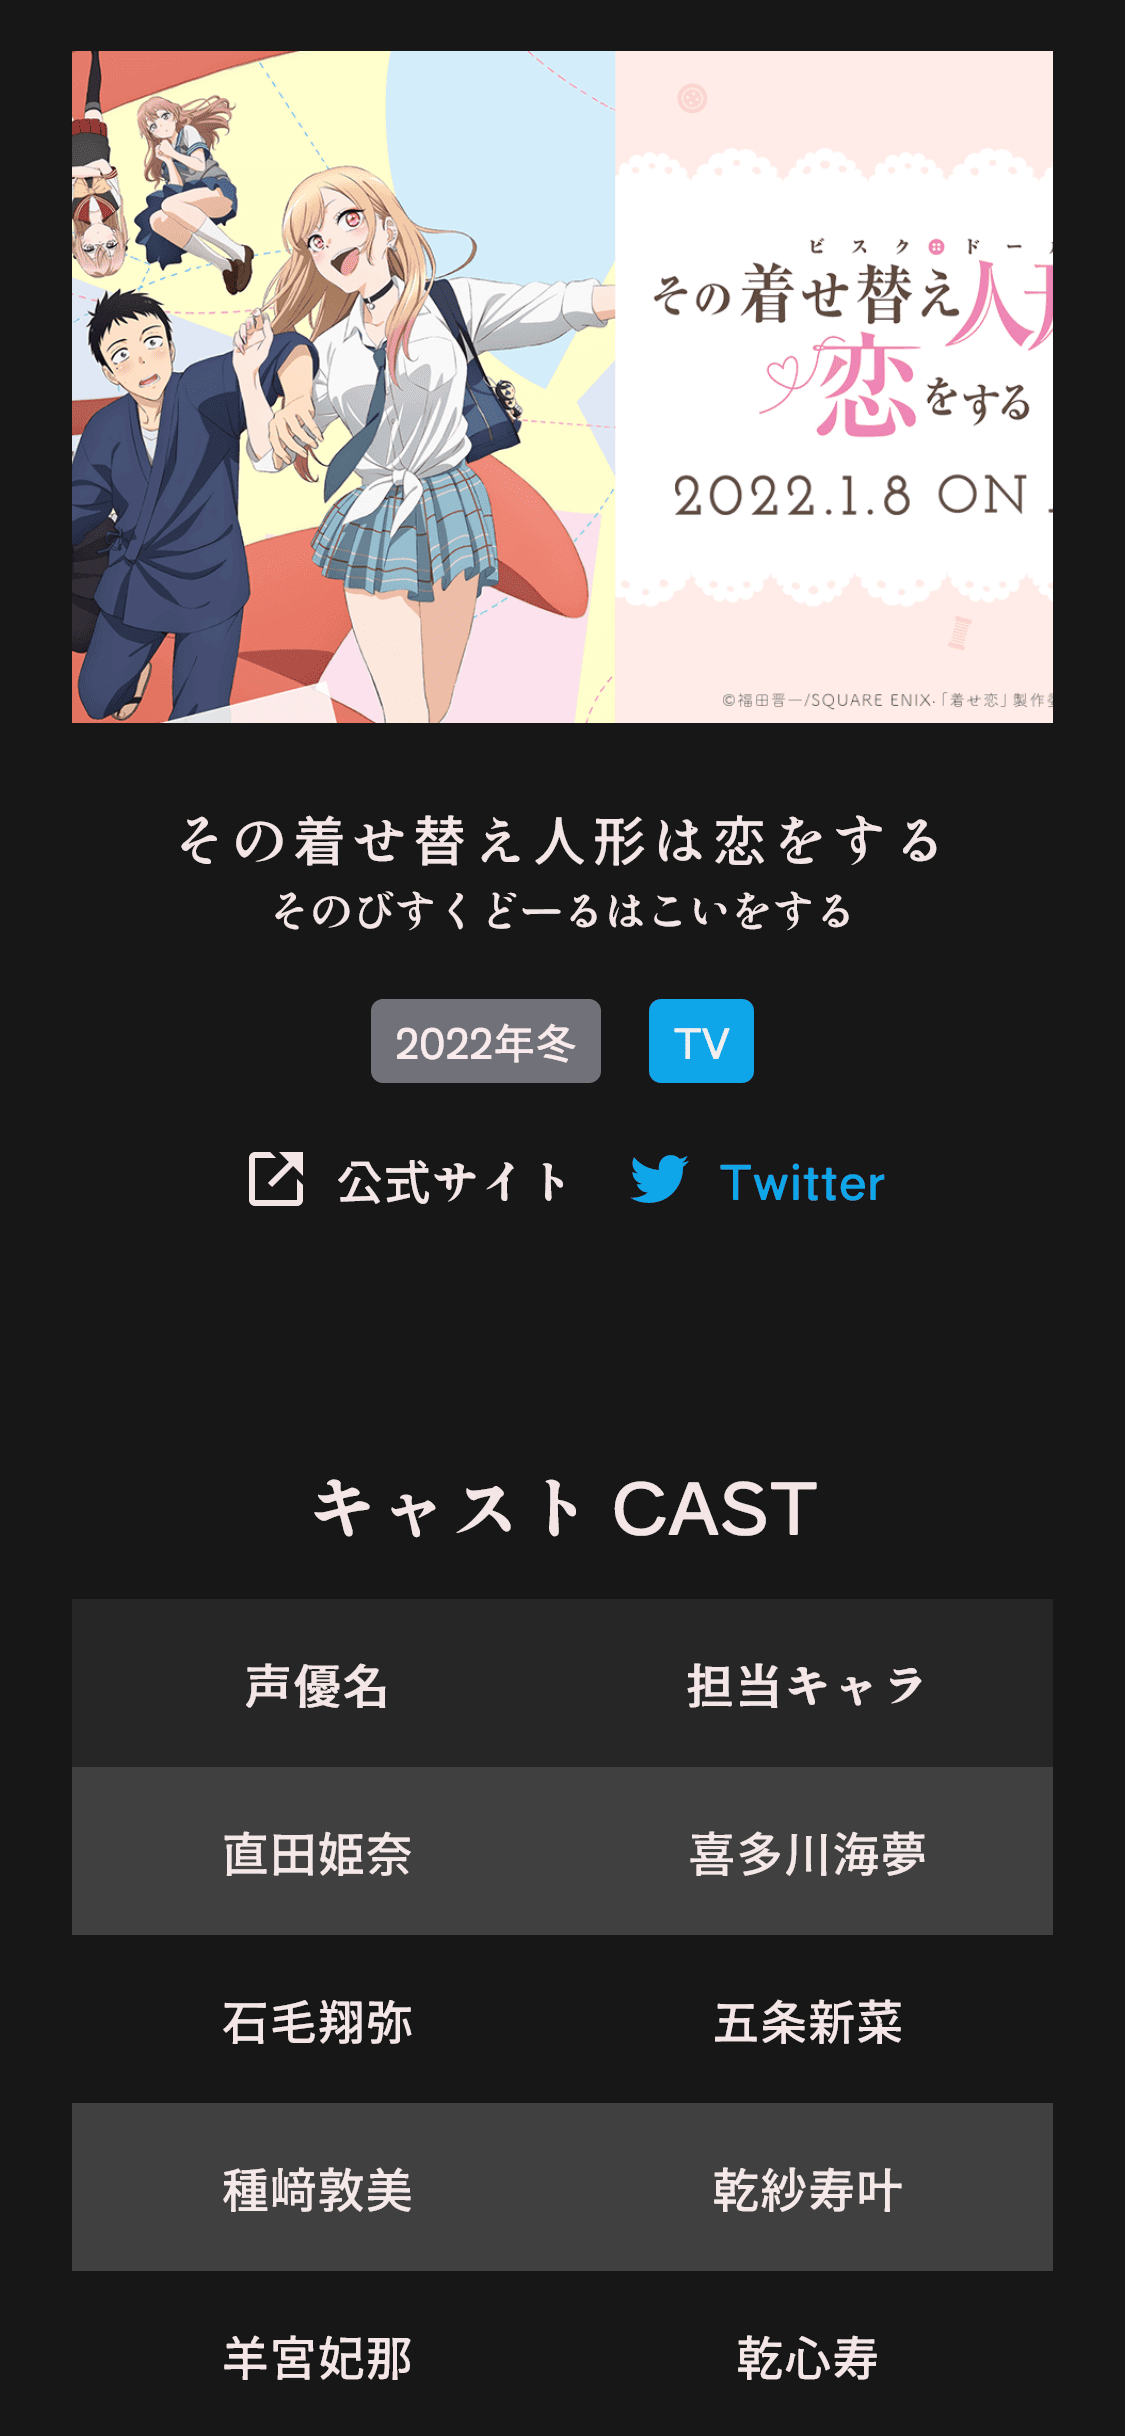 ビスクドー
その着せ替え人
恋をする
2022.1.8 ON
©福田晋一/SQUARE ENIX・「着せ恋」製作
その着せ替え人形は恋をする
そのびすくどーるはこいをする
2022年冬 TV
公式サイト Twitter
キャスト CAST
声優名 担当キャラ
直田姫奈 喜多川海夢
石毛翔弥 五条新菜
種﨑敦美 乾紗寿叶
羊宮妃那 乾心寿